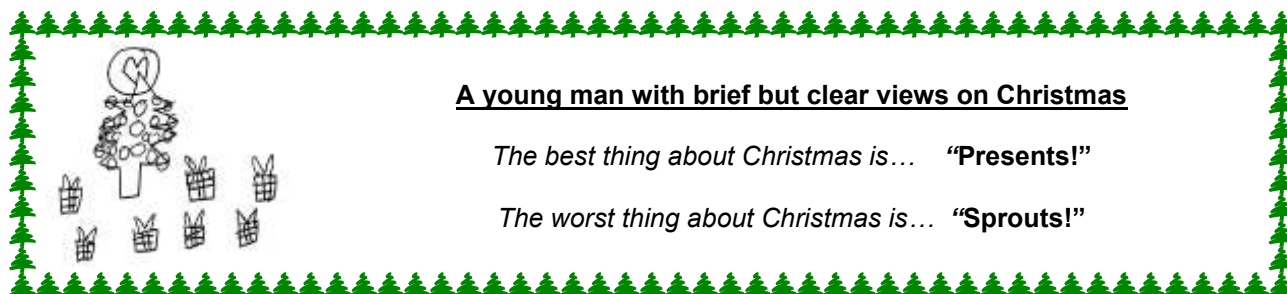 A young man with brief but clear views on Christmas
The best thing about Christmas is… “Presents!”
The worst thing about Christmas is… “Sprouts!”